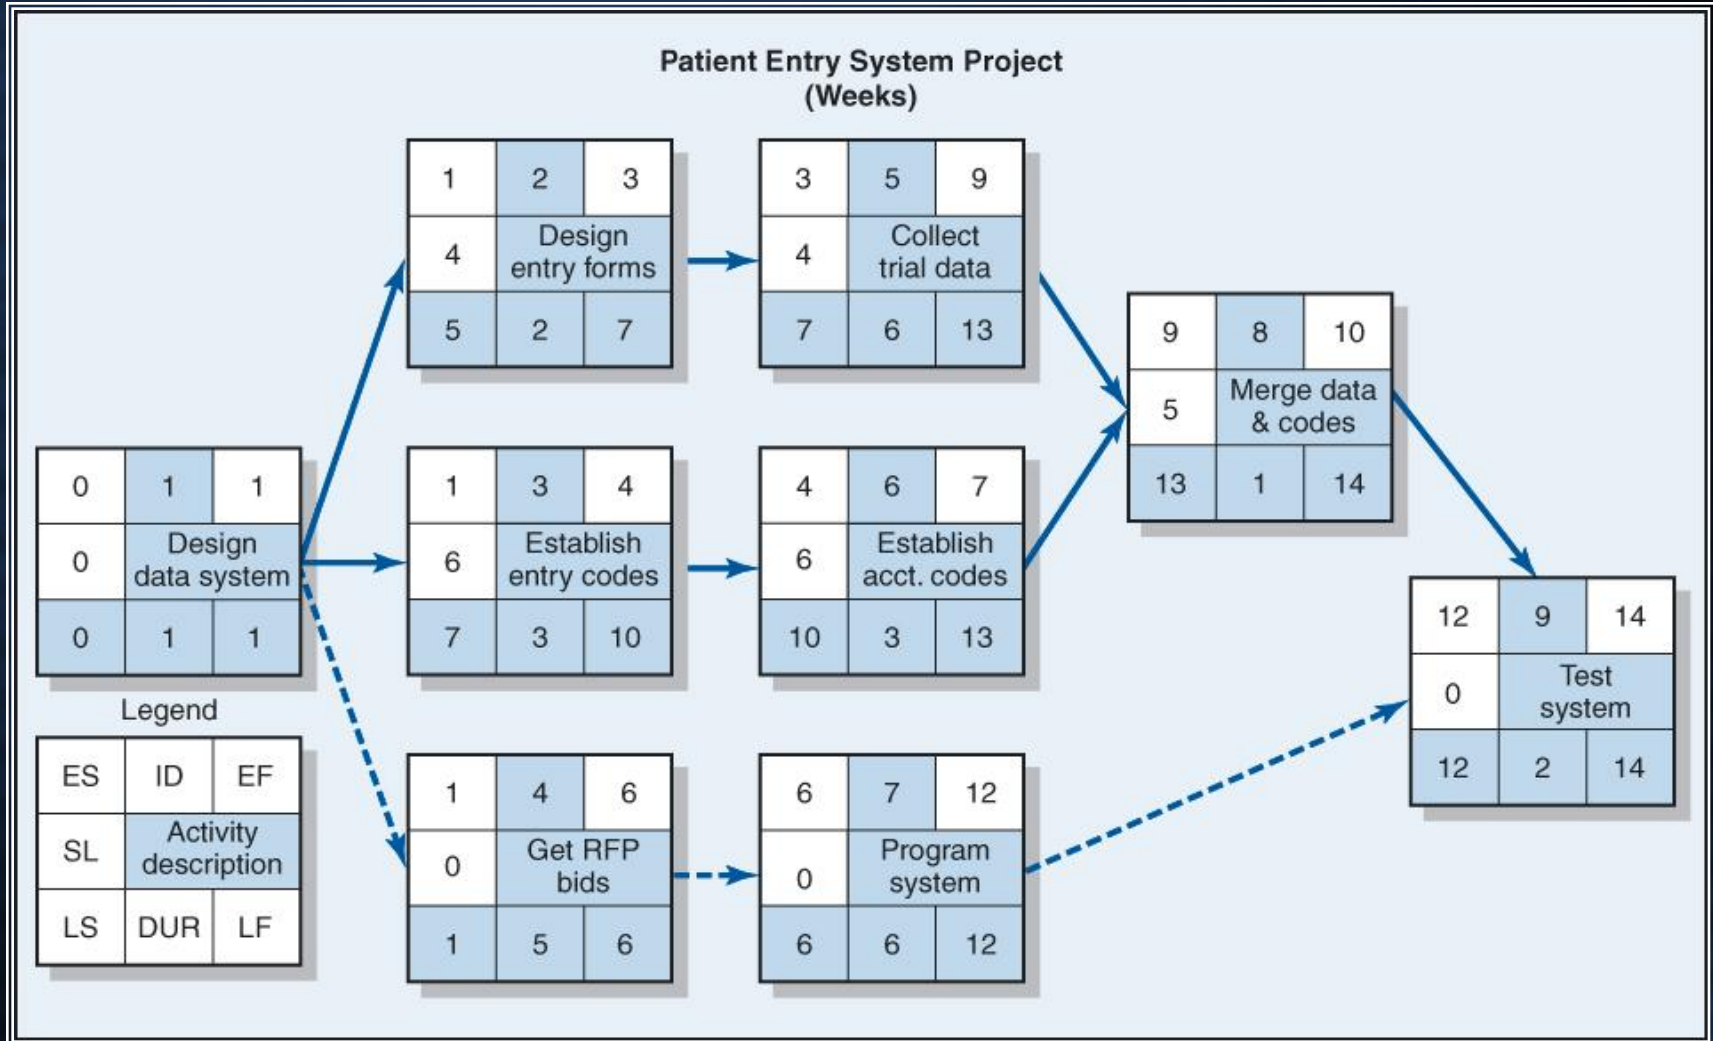 Patient Entry System Project
(Weeks)
1 2 3
4
Design
entry forms
5 2 7
3 5 9
4
Collect
trial data
7 6 13
9 8 10
5
Merge data
& codes
13 1 14
0 1 1
0
Design
data system
0 1 1
1 3 4
6
Establish
entry codes
7 3 10
4 6 7
6
Establish
acct. codes
10 3 13
12 9 14
0
Test
system
12 2 14
Legend
ES ID EF
SL
Activity
description
LS DUR LF
1 4 6
0
Get RFP
bids
1 5 6
6 7 12
0
Program
system
6 6 12